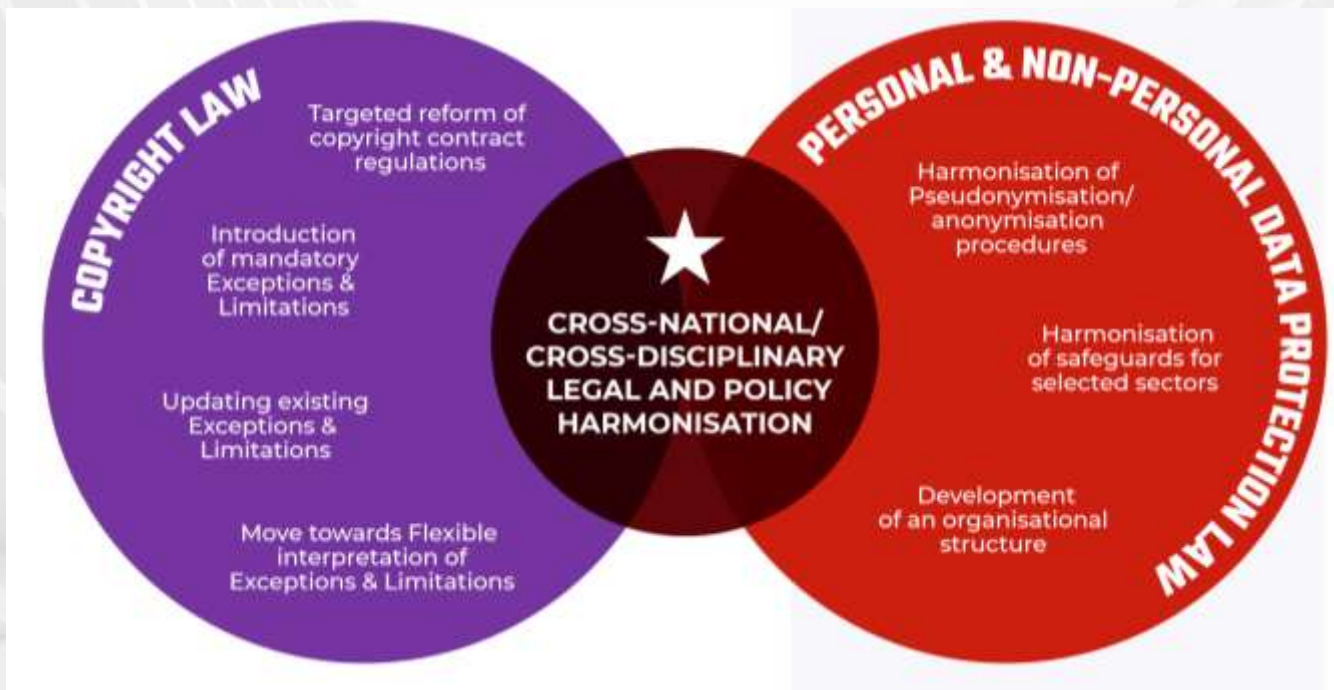 COPYRIGHT LAW
Targeted reform of
copyright contract
regulations
Introduction
of mandatory
Exceptions &
Limitations
Updating existing
Exceptions &
Limitations
Move towards Flexible
interpretation of
Exceptions & Limitations
CROSS-NATIONAL/
CROSS-DISCIPLINARY
LEGAL AND POLICY
HARMONISATION
PERSONAL & NON-PERSONAL DATA PROTECTION LAW
Harmonisation of
Pseudonymisation/
anonymisation
procedures
Harmonisation
of safeguards for
selected sectors
Development
of an organisational
structure